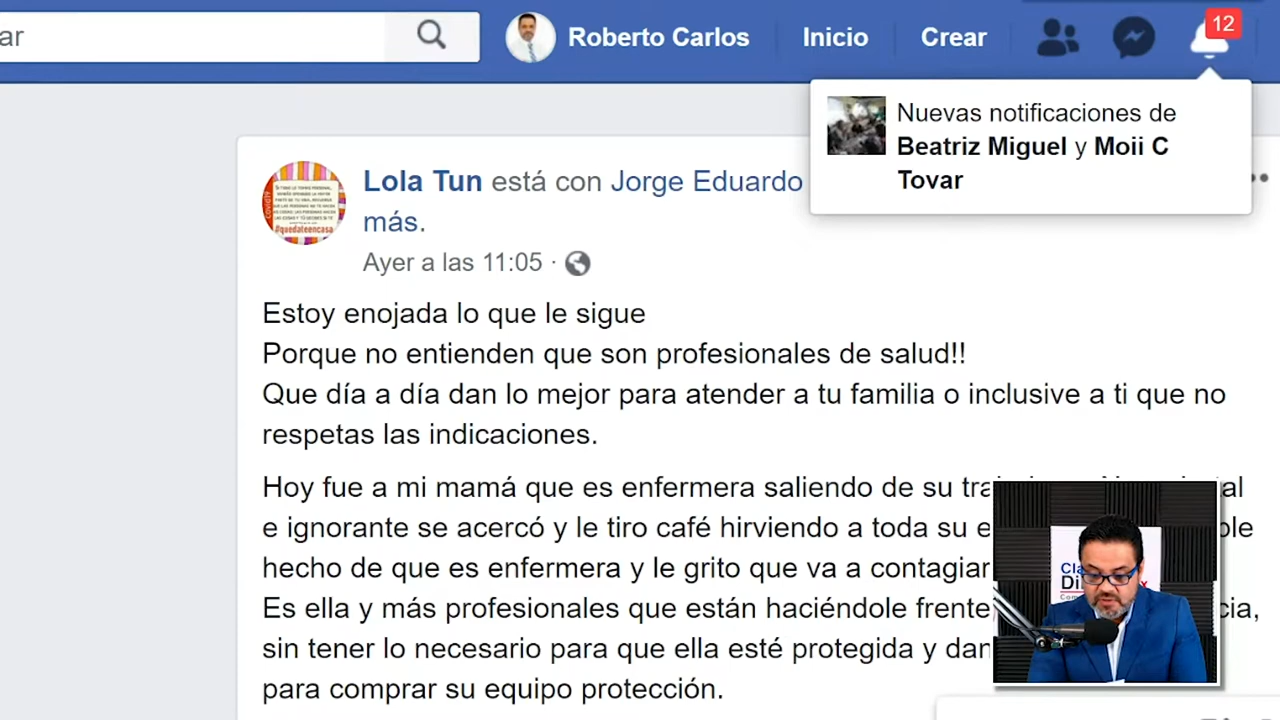 ar
Roberto Carlos
Inicio
Crear
12
Nuevas notificaciones de
Beatriz Miguel y Moii C
Tovar
Lola Tun está con Jorge Eduardo
más.
Ayer a las 11:05 ·
#quedateencasa
Estoy enojada lo que le sigue
Porque no entienden que son profesionales de salud!!
Que día a día dan lo mejor para atender a tu familia o inclusive a ti que no
respetas las indicaciones.
Hoy fue a mi mamá que es enfermera saliendo de su
e ignorante se acercó y le tiro café hirviendo a toda su
hecho de que es enfermera y le grito que va a contagiar
Es ella y más profesionales que están haciéndole frente
sin tener lo necesario para que ella esté protegida y
para comprar su equipo protección.